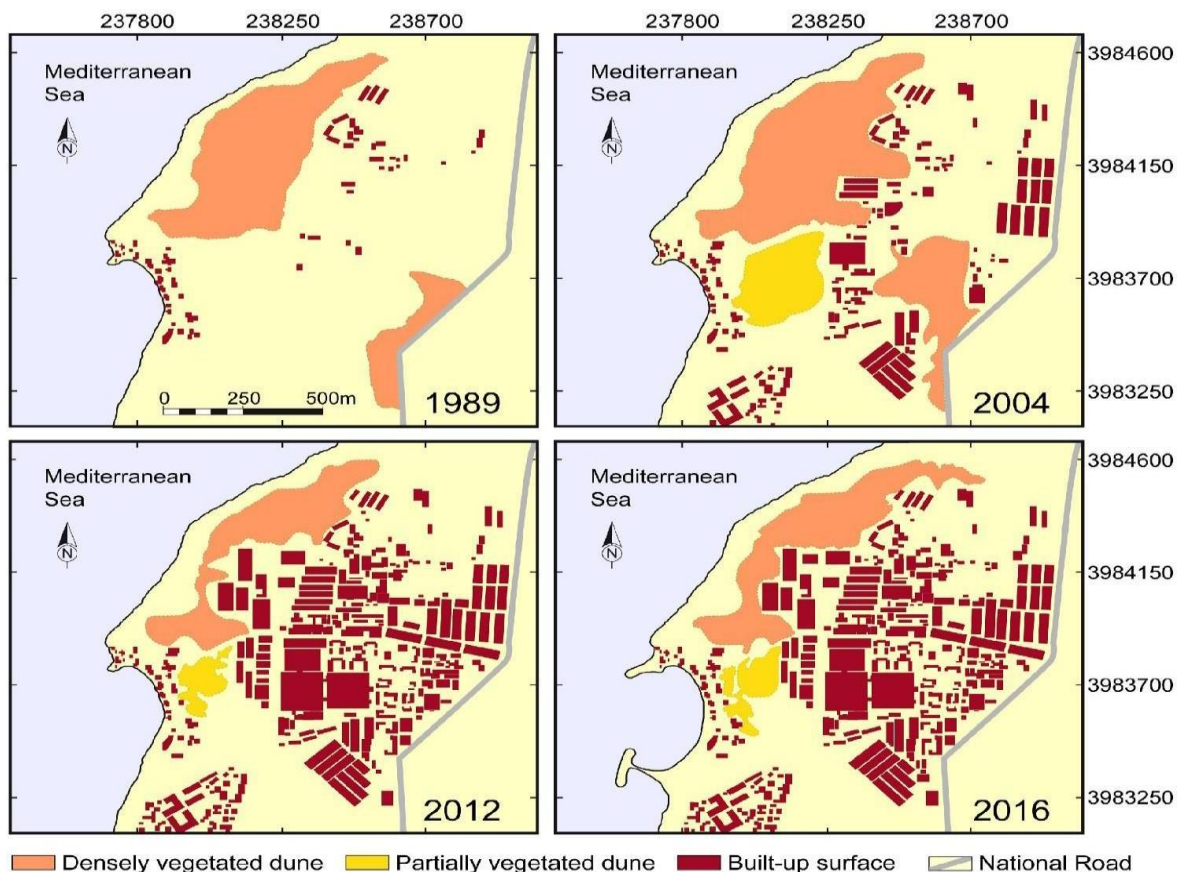 237800 238250 238700 237800 238250 238700
Mediterranean
Sea
N
0 250 500m
1989
Mediterranean
Sea
N
2004
3984600
3984150
3983700
3983250
Mediterranean
Sea
N
2012
Mediterranean
Sea
N
2016
3984600
3984150
3983700
3983250
Densely vegetated dune Partially vegetated dune Built-up surface National Road